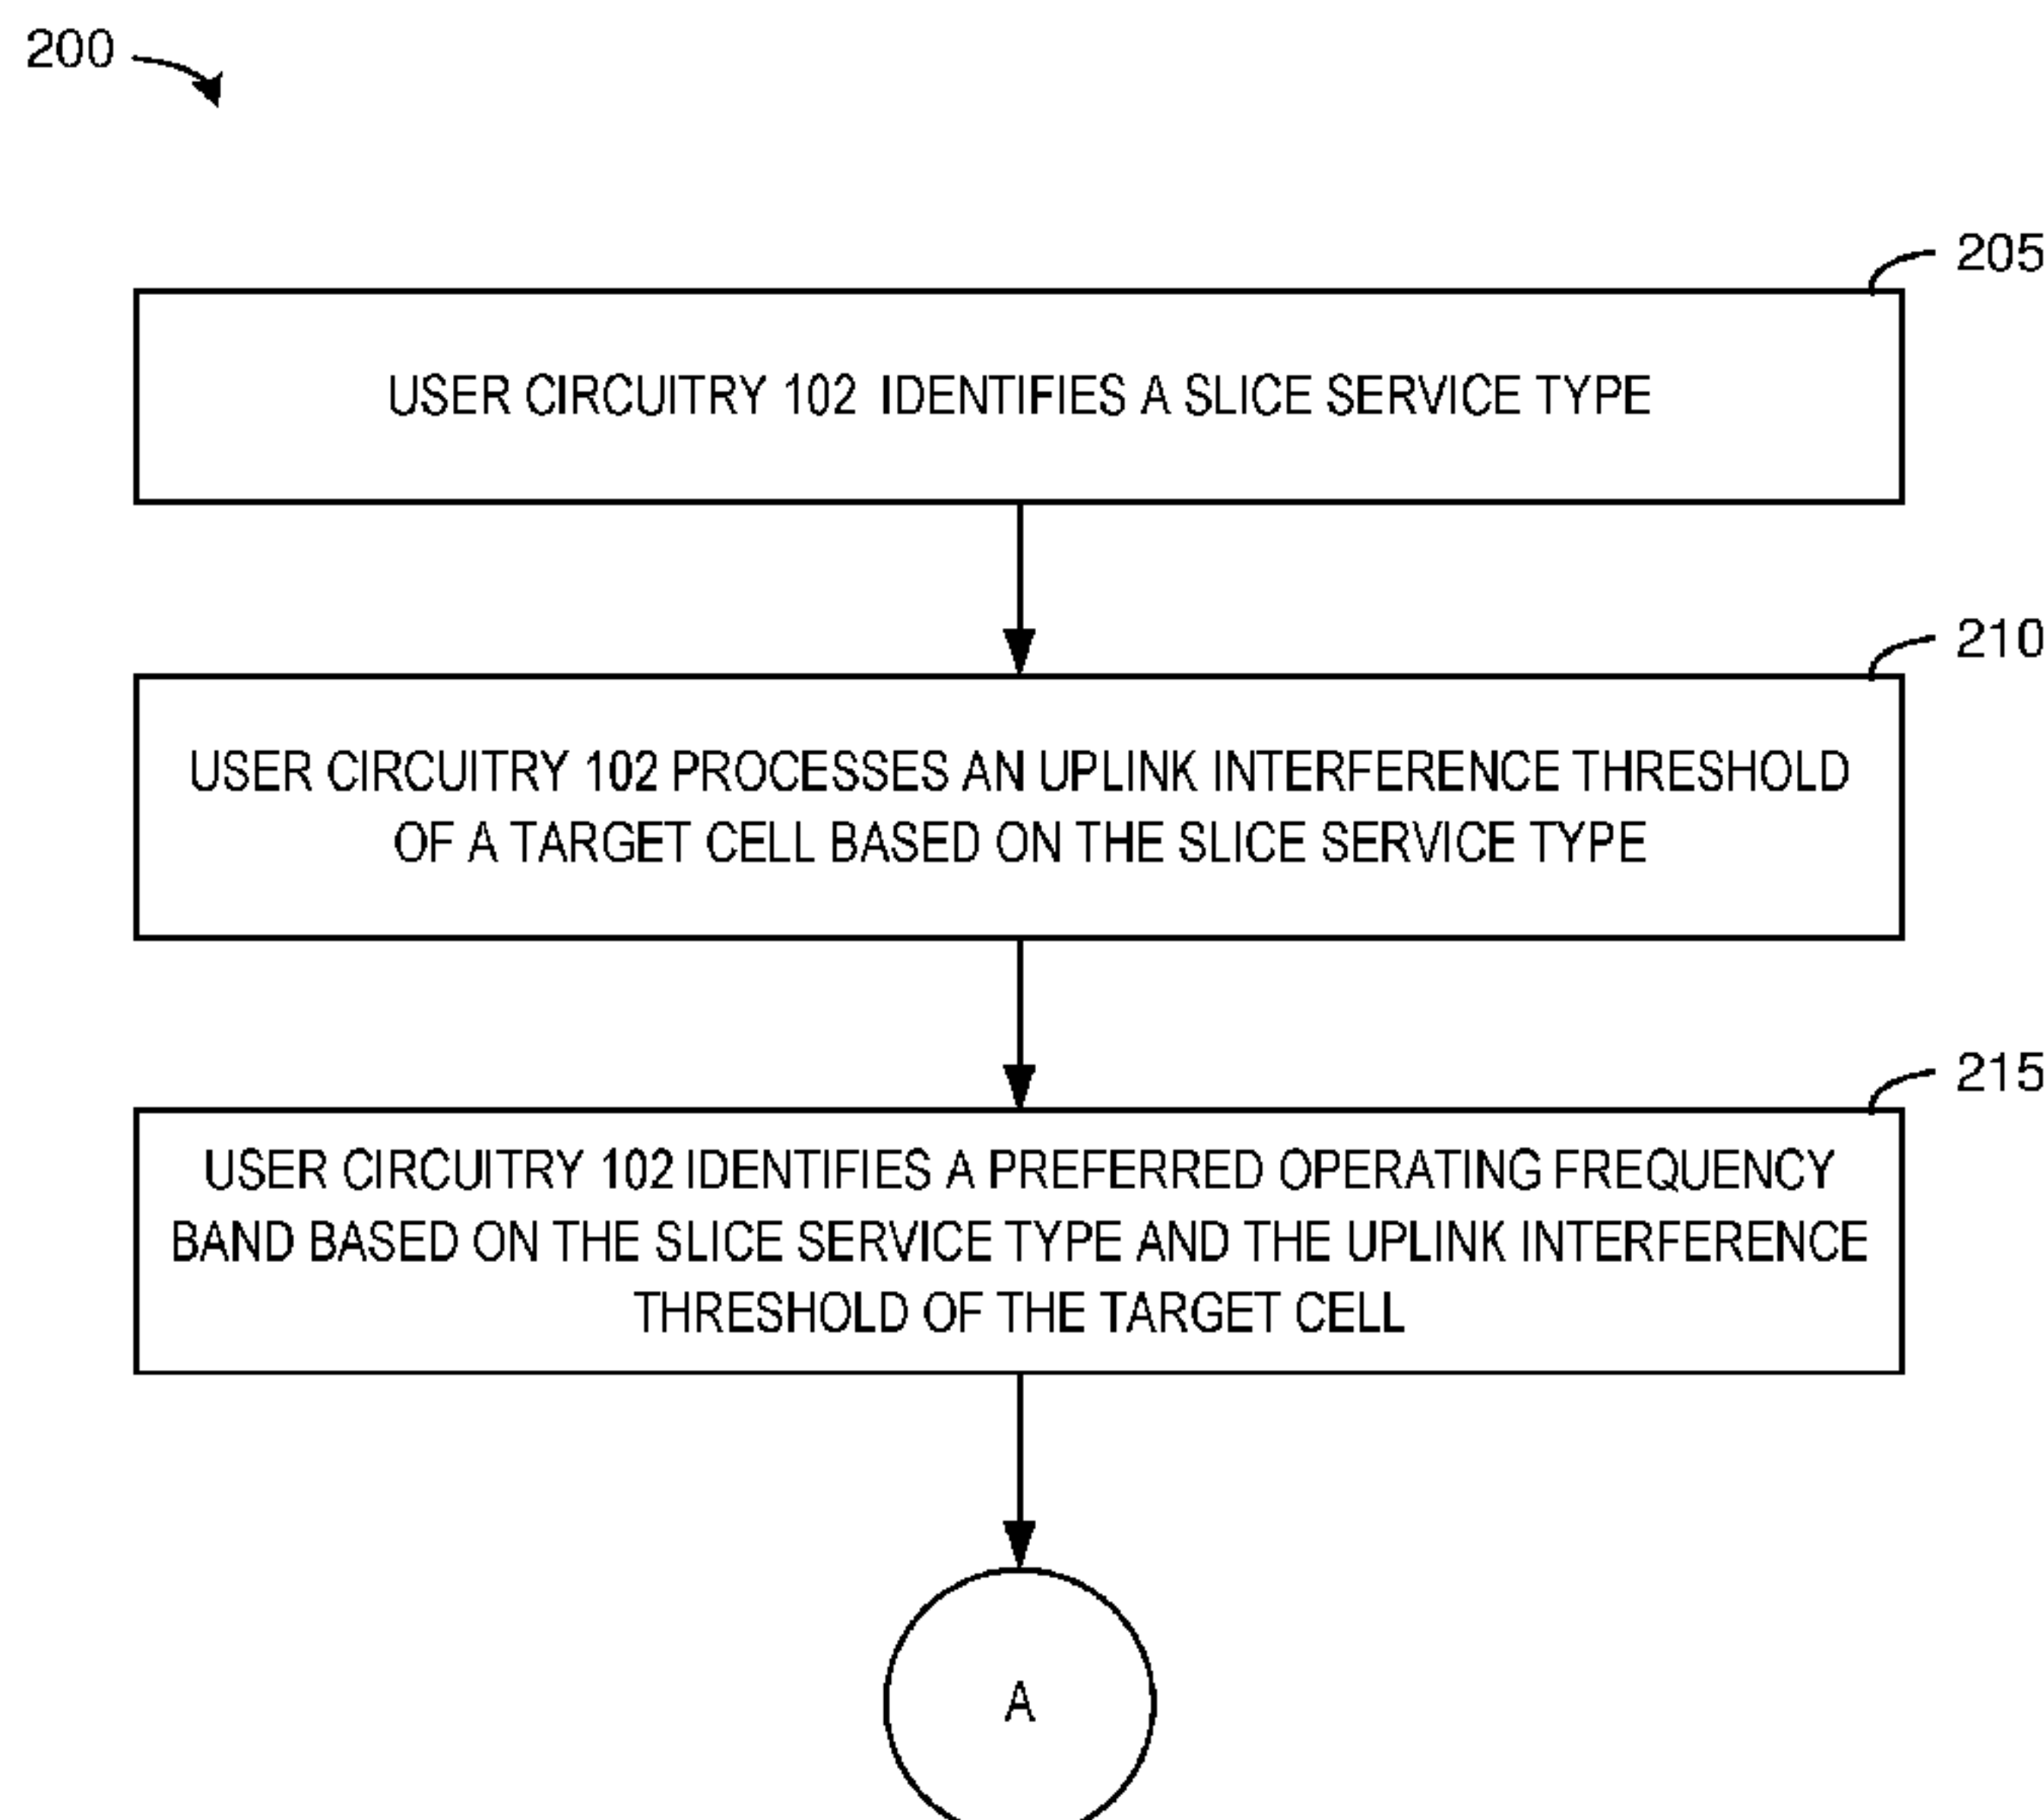 200
205
USER CIRCUITRY 102 IDENTIFIES A SLICE SERVICE TYPE
210
USER CIRCUITRY 102 PROCESSES AN UPLINK INTERFERENCE THRESHOLD
OF A TARGET CELL BASED ON THE SLICE SERVICE TYPE
215
USER CIRCUITRY 102 IDENTIFIES A PREFERRED OPERATING FREQUENCY
BAND BASED ON THE SLICE SERVICE TYPE AND THE UPLINK INTERFERENCE
THRESHOLD OF THE TARGET CELL
A